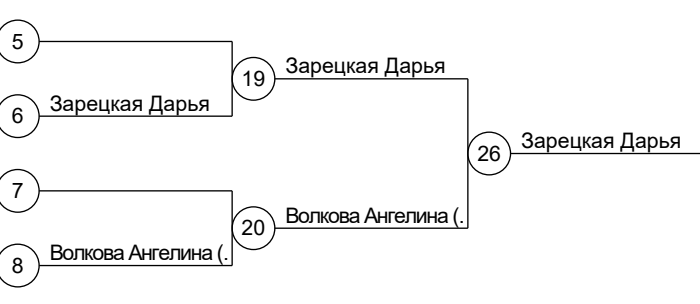 5
19 Зарецкая Дарья
6 Зарецкая Дарья
26 Зарецкая Дарья
7
20 Волкова Ангелина (.
8 Волкова Ангелина (.